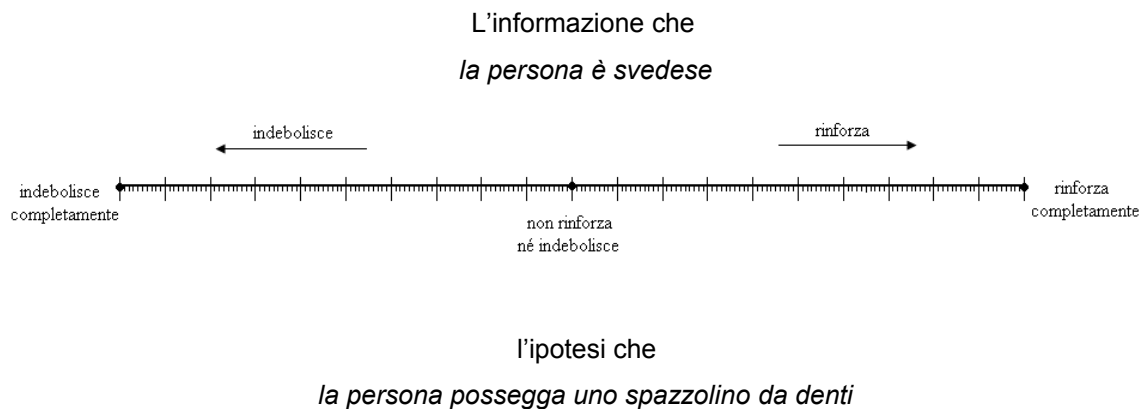 L’informazione che
la persona è svedese
indebolisce
rinforza
indebolisce
completamente
non rinforza
né indebolisce
rinforza
completamente
l’ipotesi che
la persona possegga uno spazzolino da denti